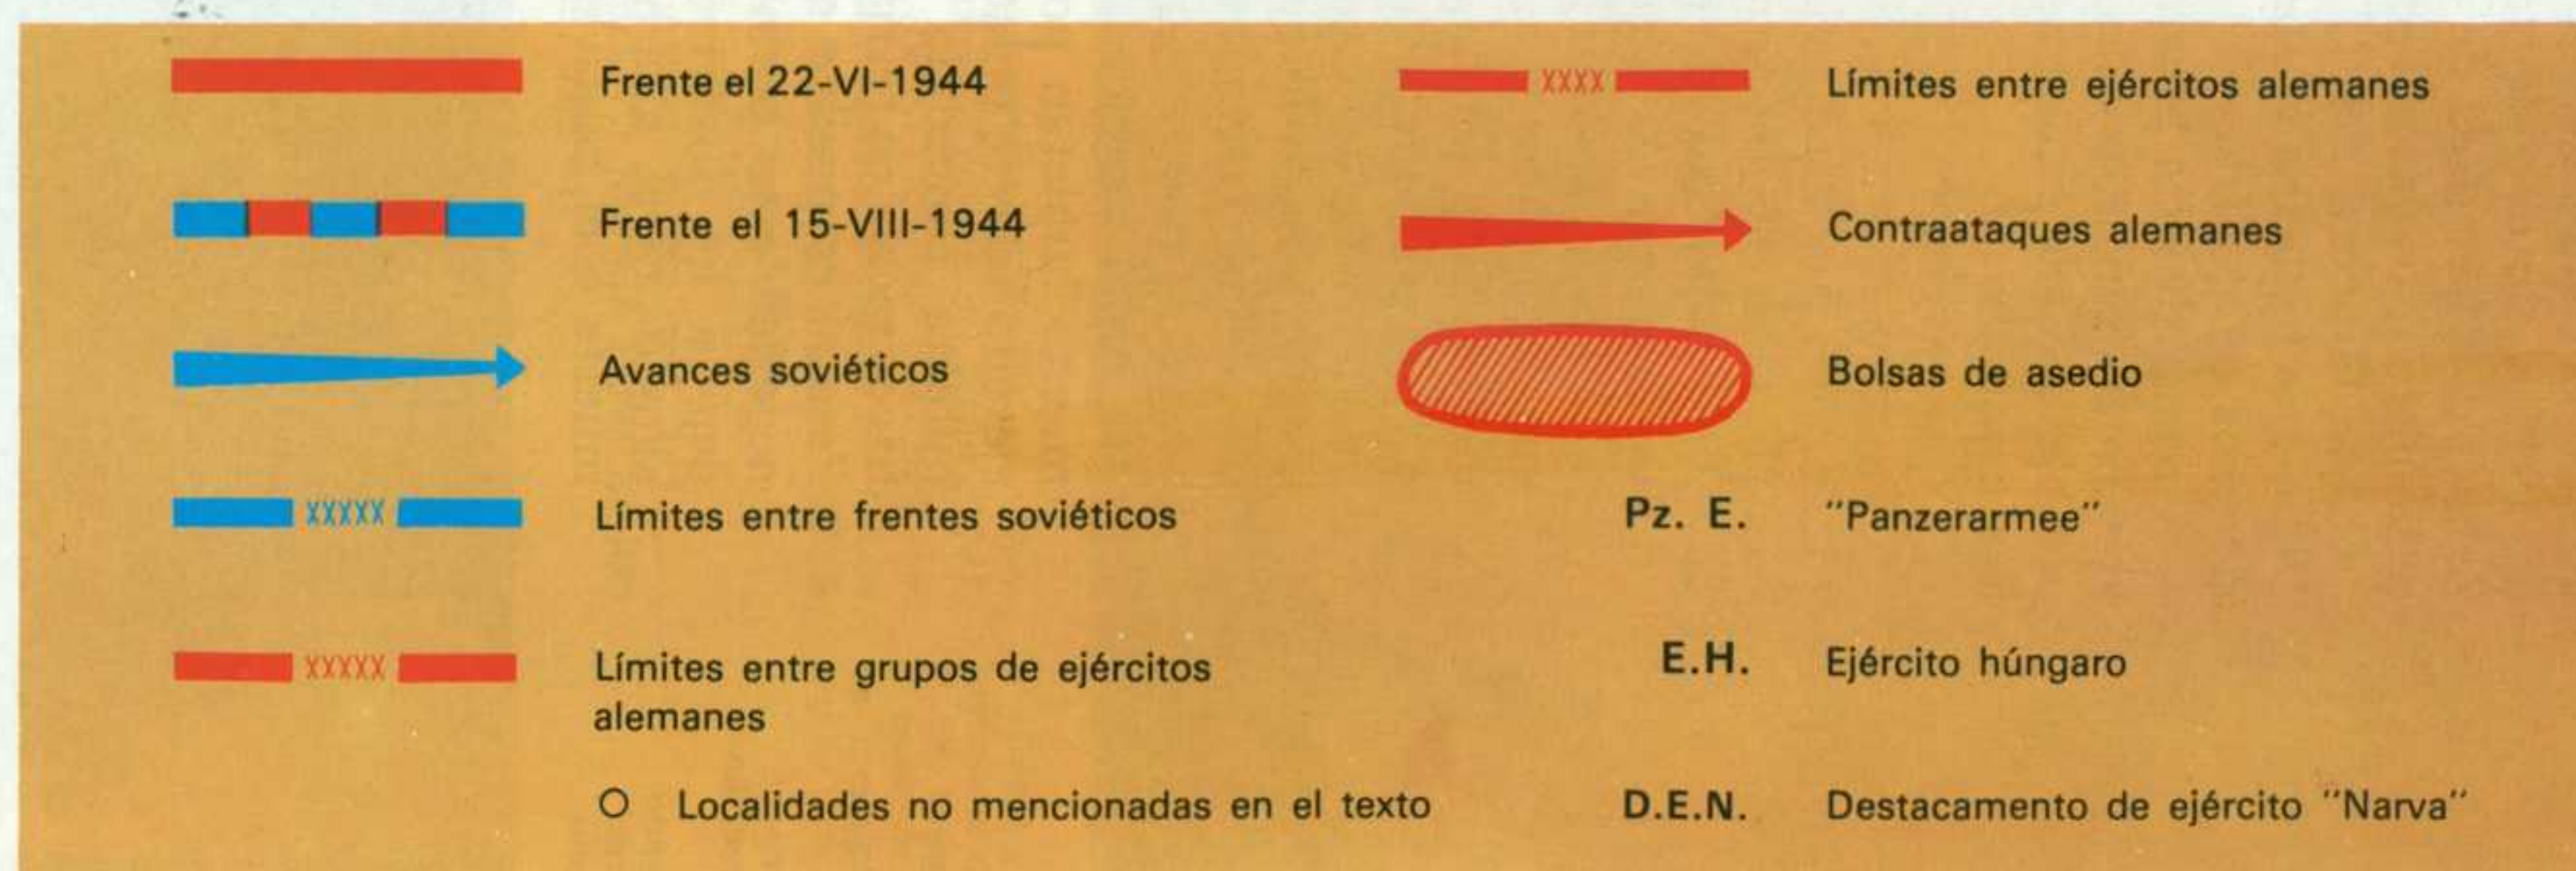 Frente el 22-VI-1944
Frente el 15-VIII-1944
Avances soviéticos
XXXXX Límites entre frentes soviéticos
XXXXX Límites entre grupos de ejércitos
alemanes
O Localidades no mencionadas en el texto
XXXX Límites entre ejércitos alemanes
Contraataques alemanes
Bolsas de asedio
Pz. E. "Panzerarmee"
E.H. Ejército húngaro
D.E.N. Destacamento de ejército "Narva"